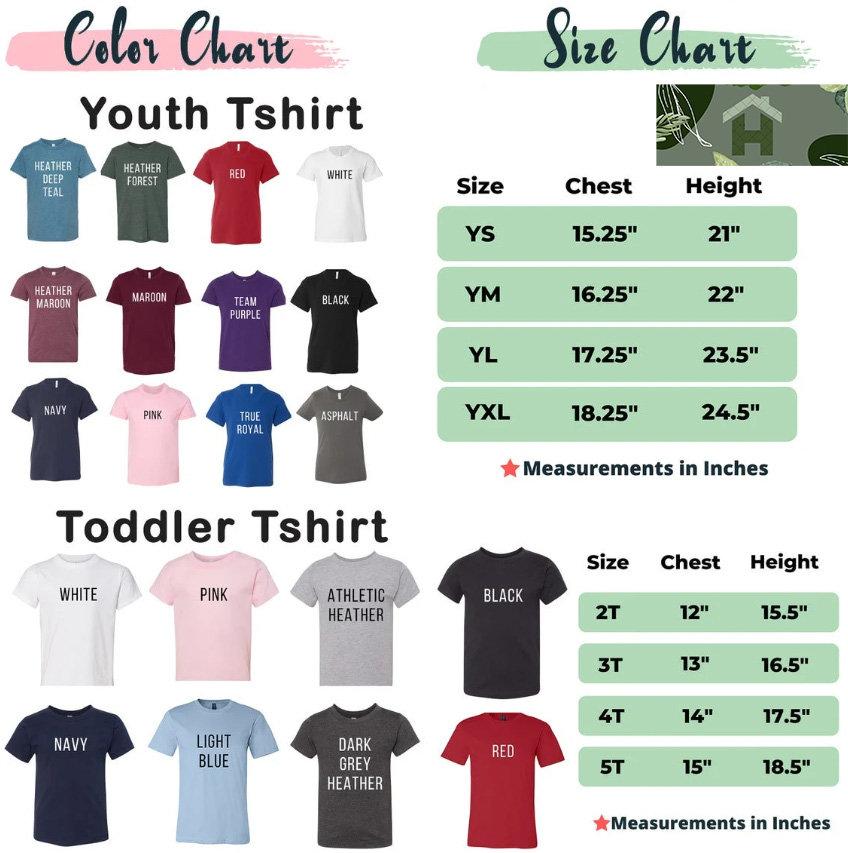 Color Chart
Size Chart
Youth Tshirt
H
HEATHER
DEEP
TEAL
HEATHER
FOREST
RED
WHITE
HEATHER
MAROON
MAROON
TEAM
PURPLE
BLACK
NAVY
PINK
TRUE
ROYAL
ASPHALT
Size Chest Height
YS 15.25" 21"
YM 16.25" 22"
YL 17.25" 23.5"
YXL 18.25" 24.5"
Measurements in Inches
Toddler Tshirt
WHITE
PINK
ATHLETIC
HEATHER
BLACK
NAVY
LIGHT
BLUE
DARK
GREY
HEATHER
RED
Size Chest Height
2T 12" 15.5"
3T 13" 16.5"
4T 14" 17.5"
5T 15" 18.5"
Measurements in Inches